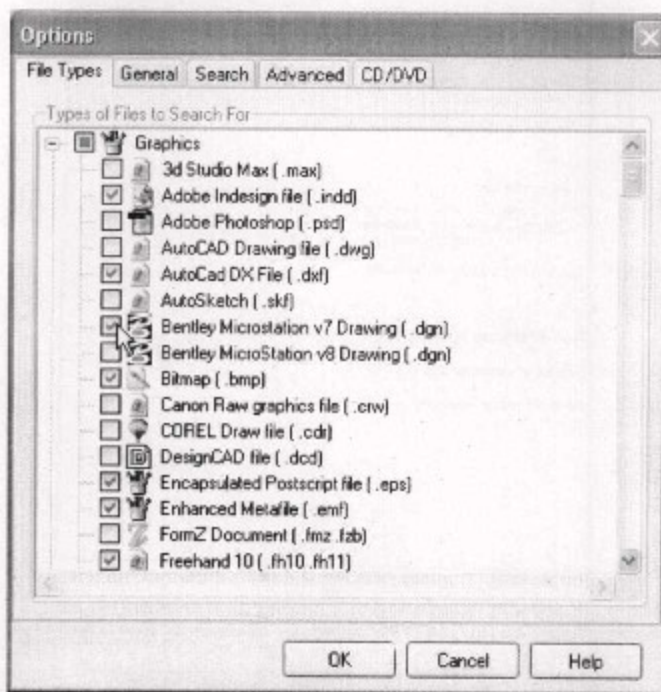 Options
File Types General Search Advanced CD/DVD
Types of Files to Search For
Graphics
3d Studio Max ( .max)
Adobe Indesign file ( .indd)
Adobe Photoshop ( .psd)
AutoCAD Drawing file ( .dwg)
AutoCad DX File ( .dxf)
AutoSketch ( .skf)
Bentley Microstation v7 Drawing ( .dgn)
Bentley MicroStation v8 Drawing ( .dgn)
Bitmap ( .bmp)
Canon Raw graphics file ( .crw)
COREL Draw file ( .cdr)
DesignCAD file ( .dcd)
Encapsulated Postscript file ( .eps)
Enhanced Metafile ( .emf)
FormZ Document ( .fmz .fzb)
Freehand 10 ( .fh10 .fh11)
OK Cancel Help